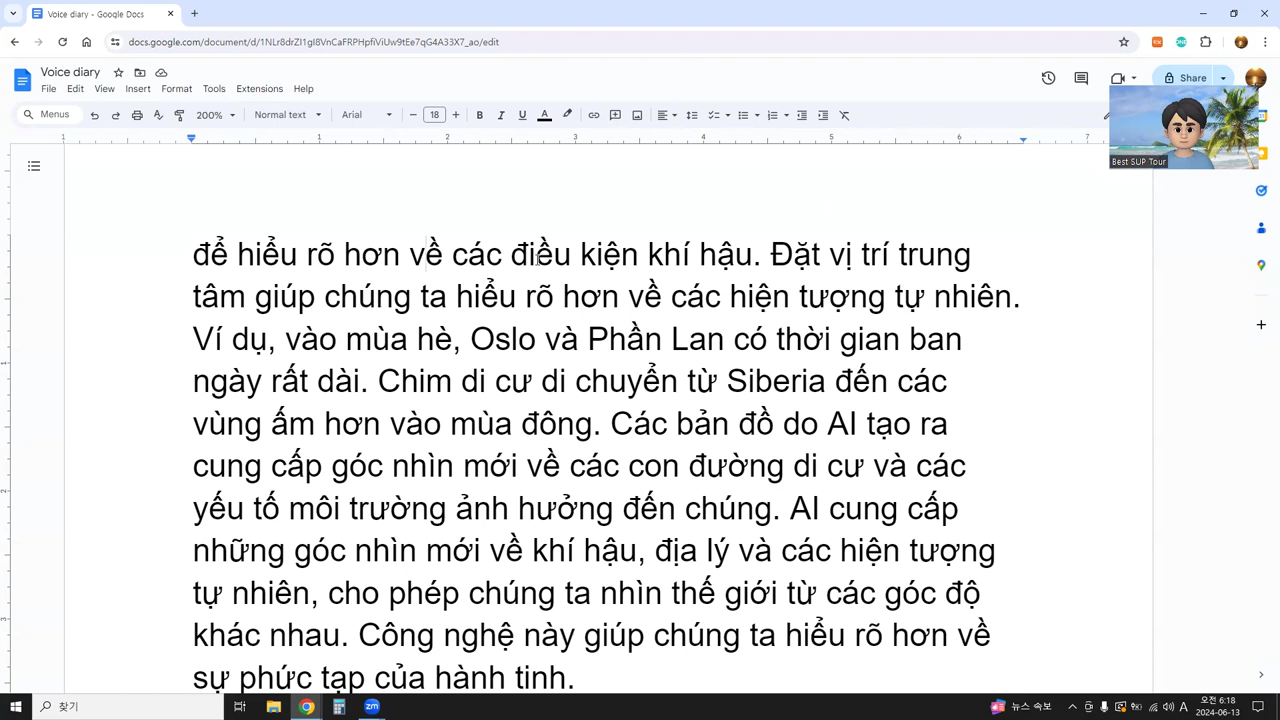 Voice diary - Google Docs
docs.google.com/document/d/1NLr8drZI1gI8VnCaFRPHpfiViUw9tEe7qG4A33X7_ao/edit
Voice diary
File Edit View Insert Format Tools Extensions Help
Share
Menus 200% Normal text Arial 18
1 1 2 3 4 5 6 7
Best SUP Tour
để hiểu rõ hơn về các điều kiện khí hậu. Đặt vị trí trung
tâm giúp chúng ta hiểu rõ hơn về các hiện tượng tự nhiên.
Ví dụ, vào mùa hè, Oslo và Phần Lan có thời gian ban
ngày rất dài. Chim di cư di chuyển từ Siberia đến các
vùng ấm hơn vào mùa đông. Các bản đồ do AI tạo ra
cung cấp góc nhìn mới về các con đường di cư và các
yếu tố môi trường ảnh hưởng đến chúng. AI cung cấp
những góc nhìn mới về khí hậu, địa lý và các hiện tượng
tự nhiên, cho phép chúng ta nhìn thế giới từ các góc độ
khác nhau. Công nghệ này giúp chúng ta hiểu rõ hơn về
sự phức tạp của hành tinh.
찾기
뉴스 속보
A
오전 6:18
2024-06-13